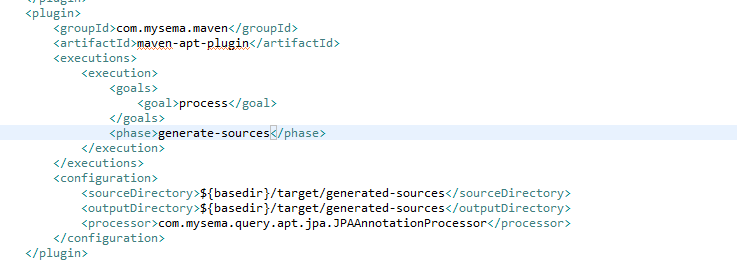 </plugin>
<plugin>
<groupId>com.mysema.maven</groupId>
<artifactId>maven-apt-plugin</artifactId>
<executions>
<execution>
<goals>
<goal>process</goal>
</goals>
<phase>generate-sources</phase>
</execution>
</executions>
<configuration>
<sourceDirectory>${basedir}/target/generated-sources</sourceDirectory>
<outputDirectory>${basedir}/target/generated-sources</outputDirectory>
<processor>com.mysema.query.apt.jpa.JPAAnnotationProcessor</processor>
</configuration>
</plugin>